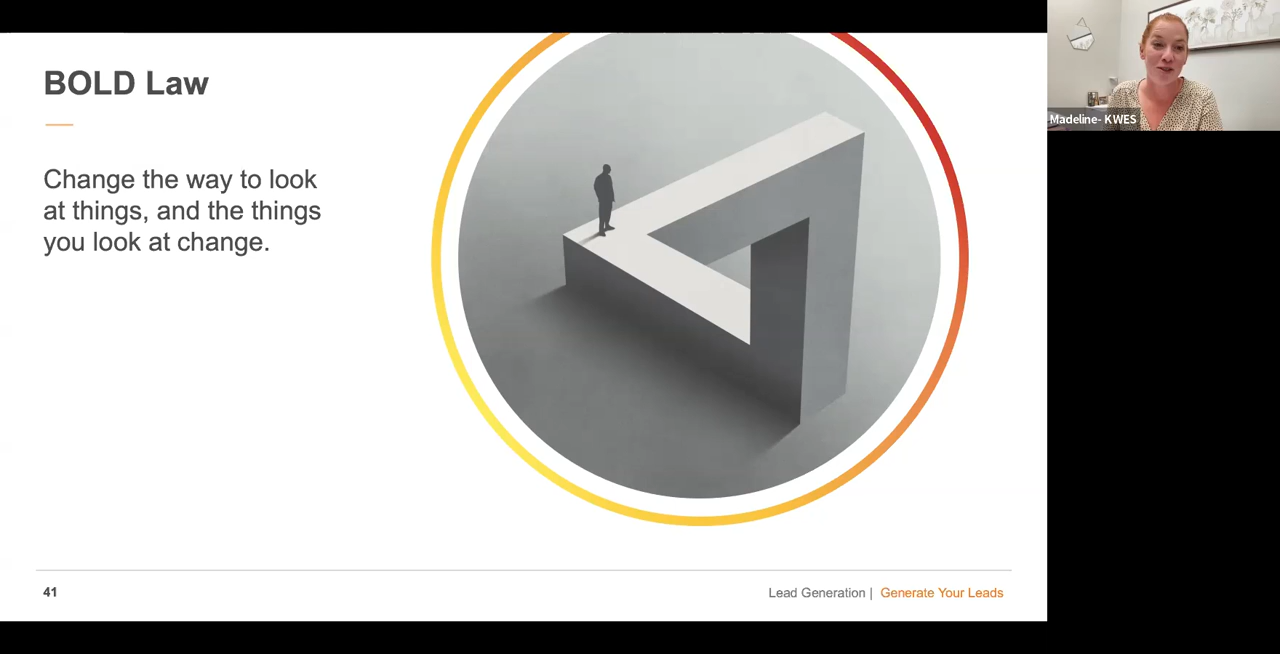 BOLD Law
Change the way to look
at things, and the things
you look at change.
41
Lead Generation | Generate Your Leads
Madeline- KWES